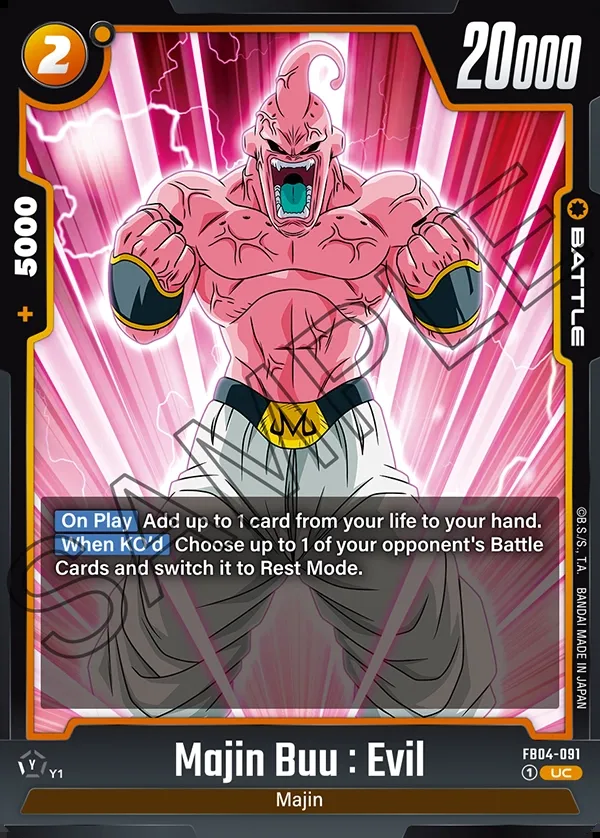 2
20000
+ 5000
BATTLE
SAMPLE
On Play Add up to 1 card from your life to your hand.
When KO'd Choose up to 1 of your opponent's Battle
Cards and switch it to Rest Mode.
©B.S./S., T.A. BANDAI MADE IN JAPAN
Y Y1
Majin Buu : Evil
FB04-091
1 UC
Majin